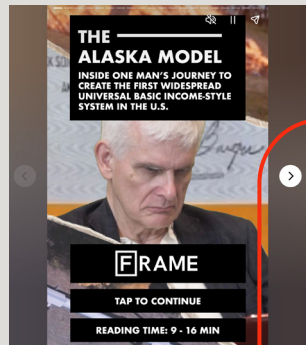 THE
ALASKA MODEL
INSIDE ONE MAN'S JOURNEY TO
CREATE THE FIRST WIDESPREAD
UNIVERSAL BASIC INCOME-STYLE
SYSTEM IN THE U.S.
FRAME
TAP TO CONTINUE
READING TIME: 9 - 16 MIN